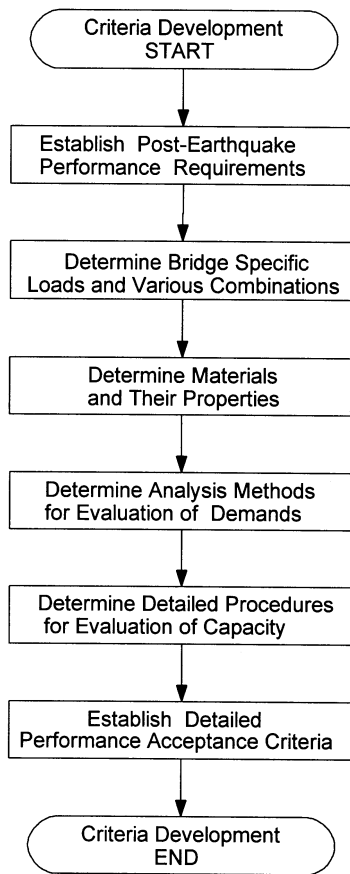 Criteria Development
START
Establish Post-Earthquake
Performance Requirements
Determine Bridge Specific
Loads and Various Combinations
Determine Materials
and Their Properties
Determine Analysis Methods
for Evaluation of Demands
Determine Detailed Procedures
for Evaluation of Capacity
Establish Detailed
Performance Acceptance Criteria
Criteria Development
END